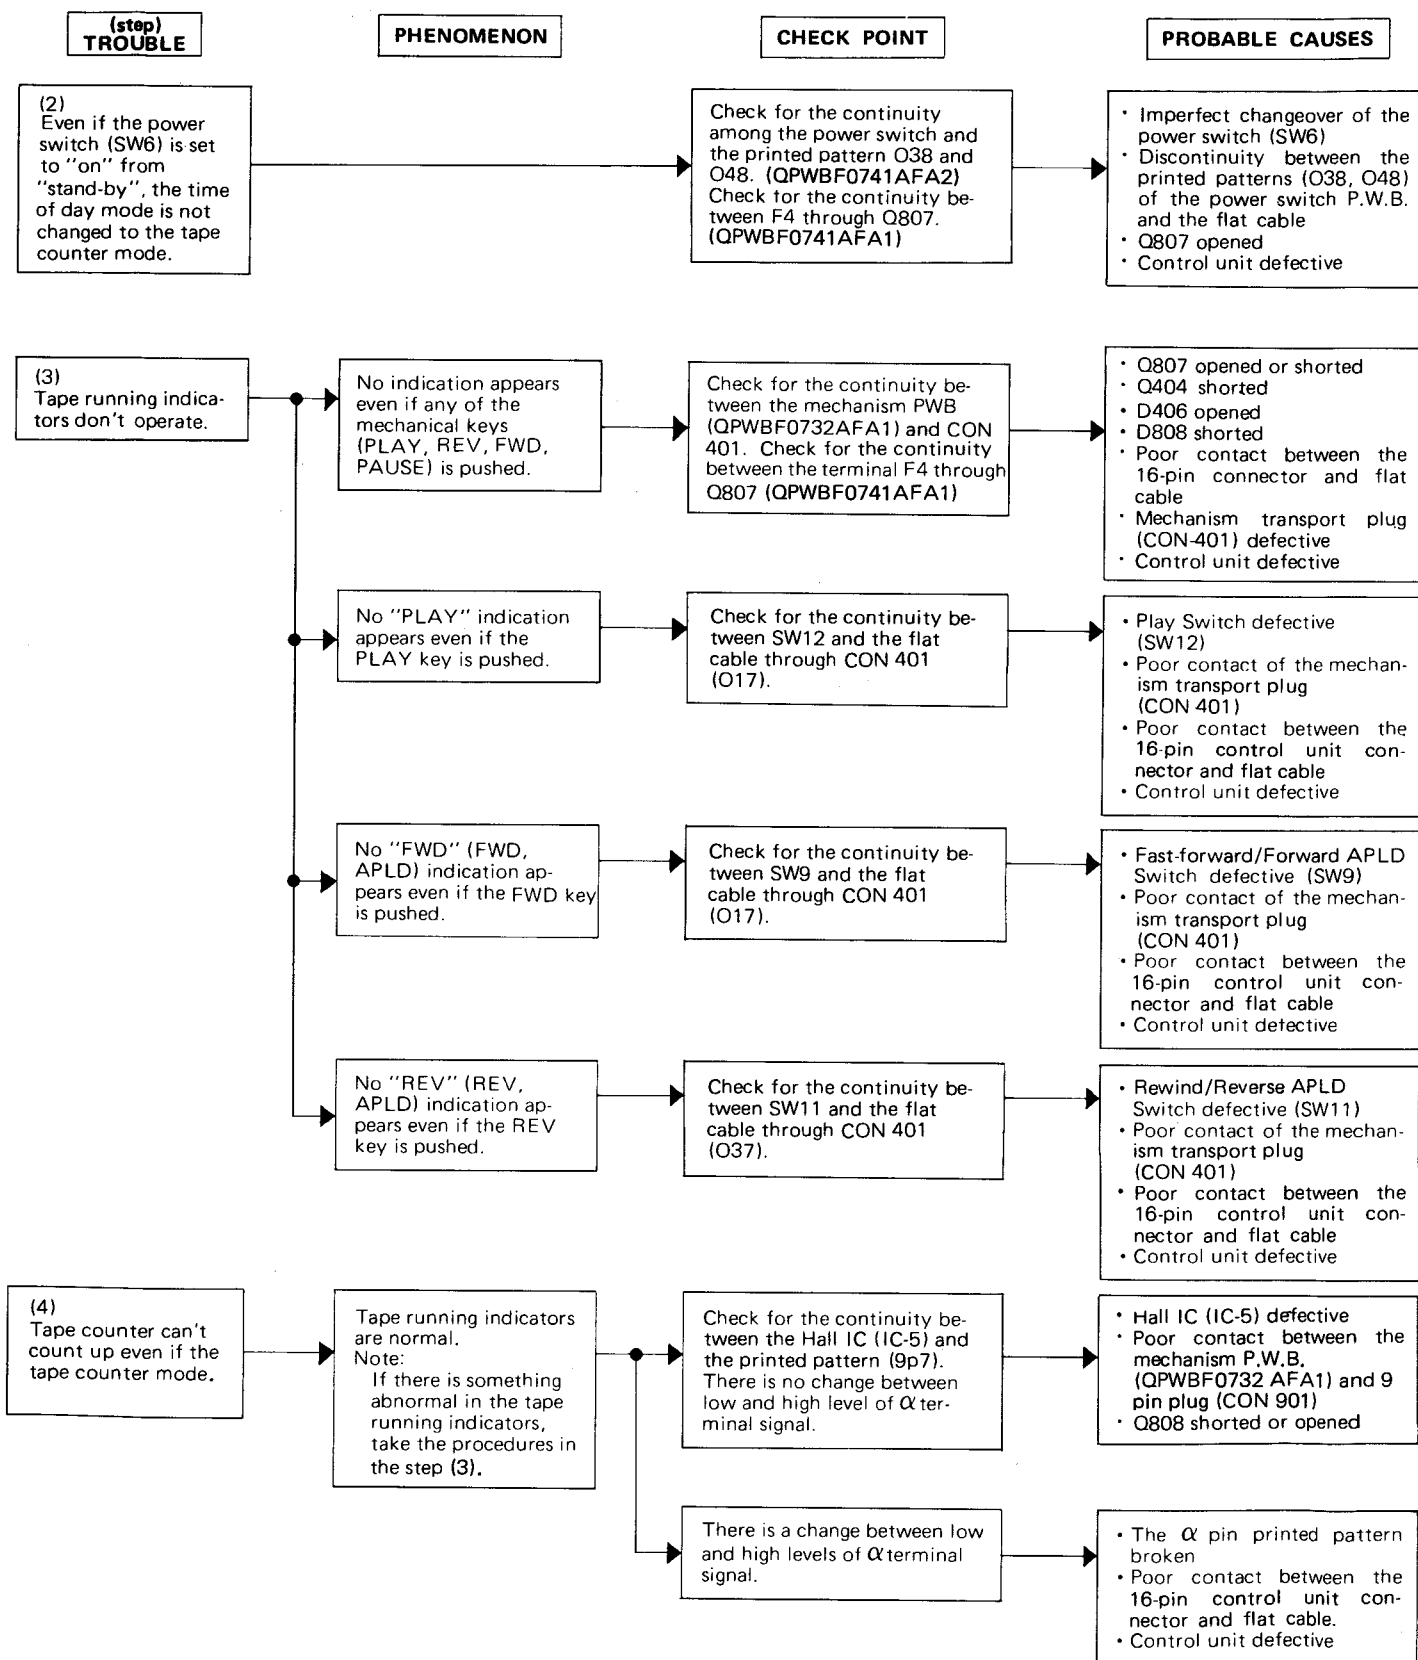 (step)
TROUBLE
PHENOMENON
CHECK POINT
PROBABLE CAUSES
(2)
Even if the power
switch (SW6) is set
to "on" from
"stand-by", the time
of day mode is not
changed to the tape
counter mode.
Check for the continuity
among the power switch and
the printed pattern O38 and
O48. (QPWBF0741AFA2)
Check for the continuity be-
tween F4 through Q807.
(QPWBF0741AFA1)
• Imperfect changeover of the
power switch (SW6)
• Discontinuity between the
printed patterns (O38, O48)
of the power switch P.W.B.
and the flat cable
• Q807 opened
• Control unit defective
(3)
Tape running indica-
tors don't operate.
No indication appears
even if any of the
mechanical keys
(PLAY, REV, FWD,
PAUSE) is pushed.
Check for the continuity be-
tween the mechanism PWB
(QPWBF0732AFA1) and CON
401. Check for the continuity
between the terminal F4 through
Q807 (QPWBF0741AFA1)
• Q807 opened or shorted
• Q404 shorted
• D406 opened
• D808 shorted
• Poor contact between the
16-pin connector and flat
cable
• Mechanism transport plug
(CON-401) defective
• Control unit defective
No "PLAY" indication
appears even if the
PLAY key is pushed.
Check for the continuity be-
tween SW12 and the flat
cable through CON 401
(O17).
• Play Switch defective
(SW12)
• Poor contact of the mechan-
ism transport plug
(CON 401)
• Poor contact between the
16-pin control unit con-
nector and flat cable
• Control unit defective
No "FWD" (FWD,
APLD) indication ap-
pears even if the FWD key
is pushed.
Check for the continuity be-
tween SW9 and the flat
cable through CON 401
(O17).
• Fast-forward/Forward APLD
Switch defective (SW9)
• Poor contact of the mechan-
ism transport plug
(CON 401)
• Poor contact between the
16-pin control unit con-
nector and flat cable
• Control unit defective
No "REV" (REV,
APLD) indication ap-
pears even if the REV
key is pushed.
Check for the continuity be-
tween SW11 and the flat
cable through CON 401
(O37).
• Rewind/Reverse APLD
Switch defective (SW11)
• Poor contact of the mechan-
ism transport plug
(CON 401)
• Poor contact between the
16-pin control unit con-
nector and flat cable
• Control unit defective
(4)
Tape counter can't
count up even if the
tape counter mode.
Tape running indicators
are normal.
Note:
If there is something
abnormal in the tape
running indicators,
take the procedures in
the step (3).
Check for the continuity be-
tween the Hall IC (IC-5) and
the printed pattern (9p7).
There is no change between
low and high level of α ter-
minal signal.
• Hall IC (IC-5) defective
• Poor contact between the
mechanism P.W.B.
(QPWBF0732 AFA1) and 9
pin plug (CON 901)
• Q808 shorted or opened
There is a change between low
and high levels of α terminal
signal.
• The α pin printed pattern
broken
• Poor contact between the
16-pin control unit con-
nector and flat cable.
• Control unit defective